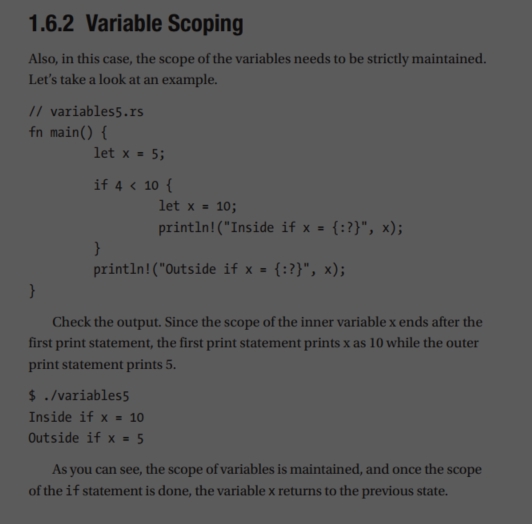 1.6.2 Variable Scoping
Also, in this case, the scope of the variables needs to be strictly maintained.
Let's take a look at an example.
// variables5.rs
fn main() {
        let x = 5;
        if 4 < 10 {
                let x = 10;
                println!("Inside if x = {:?}", x);
        }
        println!("Outside if x = {:?}", x);
}
Check the output. Since the scope of the inner variable x ends after the
first print statement, the first print statement prints x as 10 while the outer
print statement prints 5.
$ ./variables5
Inside if x = 10
Outside if x = 5
As you can see, the scope of variables is maintained, and once the scope
of the if statement is done, the variable x returns to the previous state.